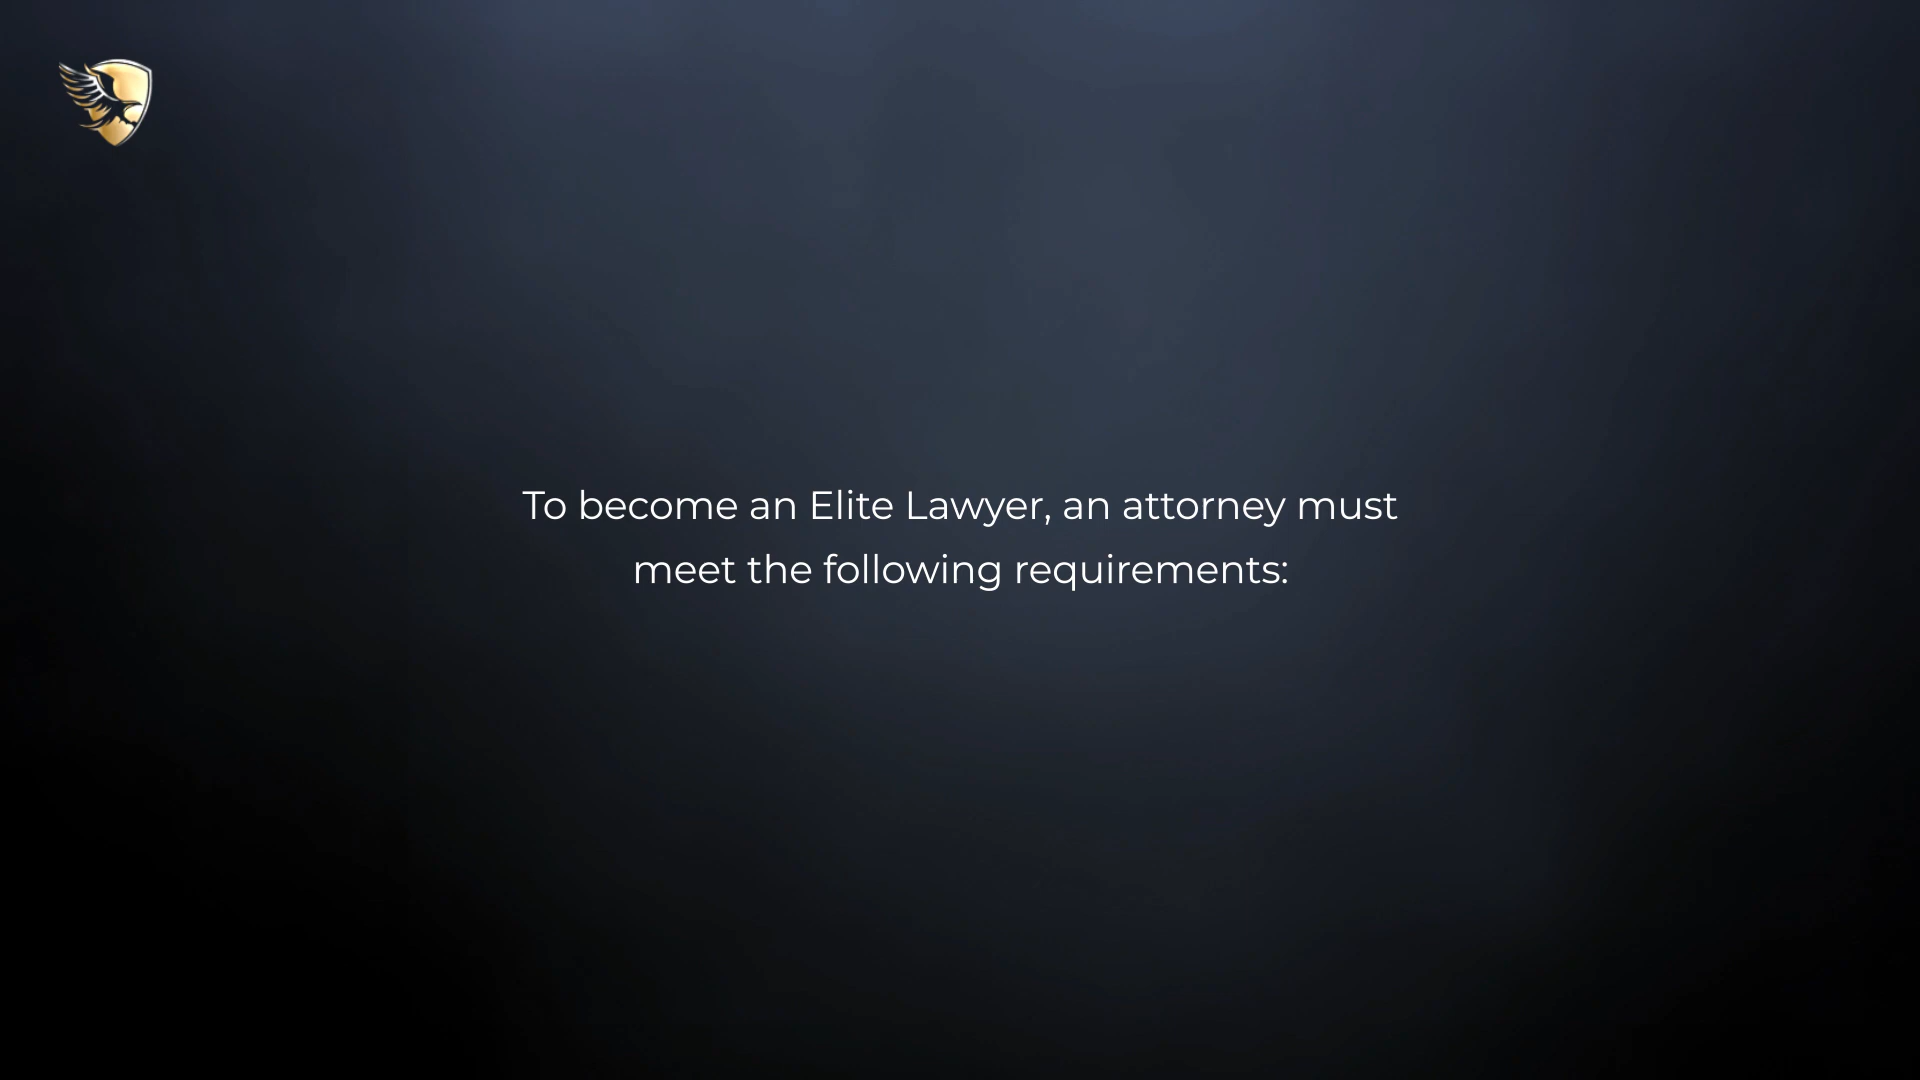 To become an Elite Lawyer, an attorney must
meet the following requirements: